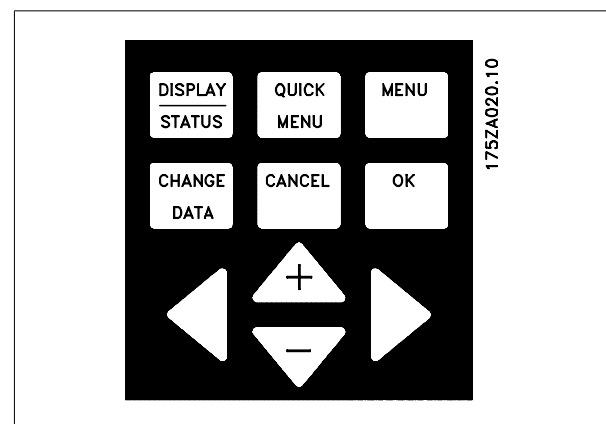 DISPLAY
STATUS
QUICK
MENU
MENU
CHANGE
DATA
CANCEL
OK
+
−
175ZA020.10